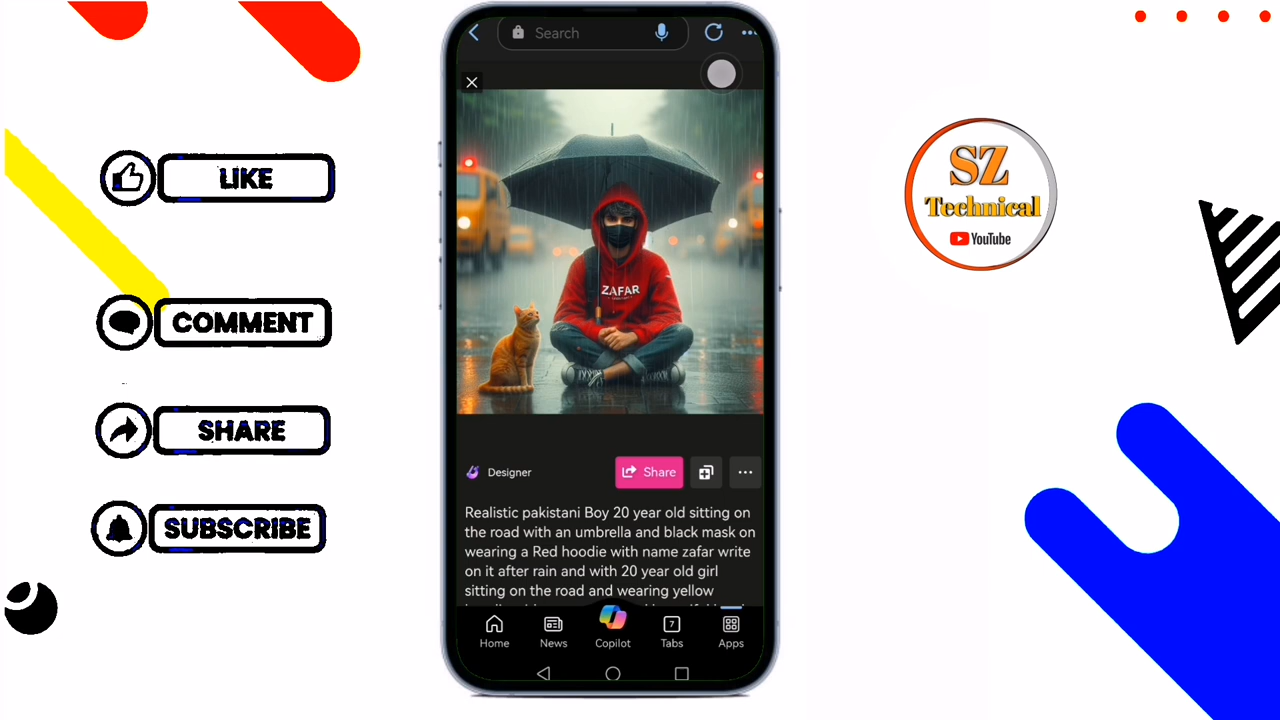 LIKE
COMMENT
SHARE
SUBSCRIBE
Search
ZAFAR
Designer
Share
Realistic pakistani Boy 20 year old sitting on
the road with an umbrella and black mask on
wearing a Red hoodie with name zafar write
on it after rain and with 20 year old girl
sitting on the road and wearing yellow
Home
News
Copilot
7
Tabs
Apps
SZ
Technical
YouTube